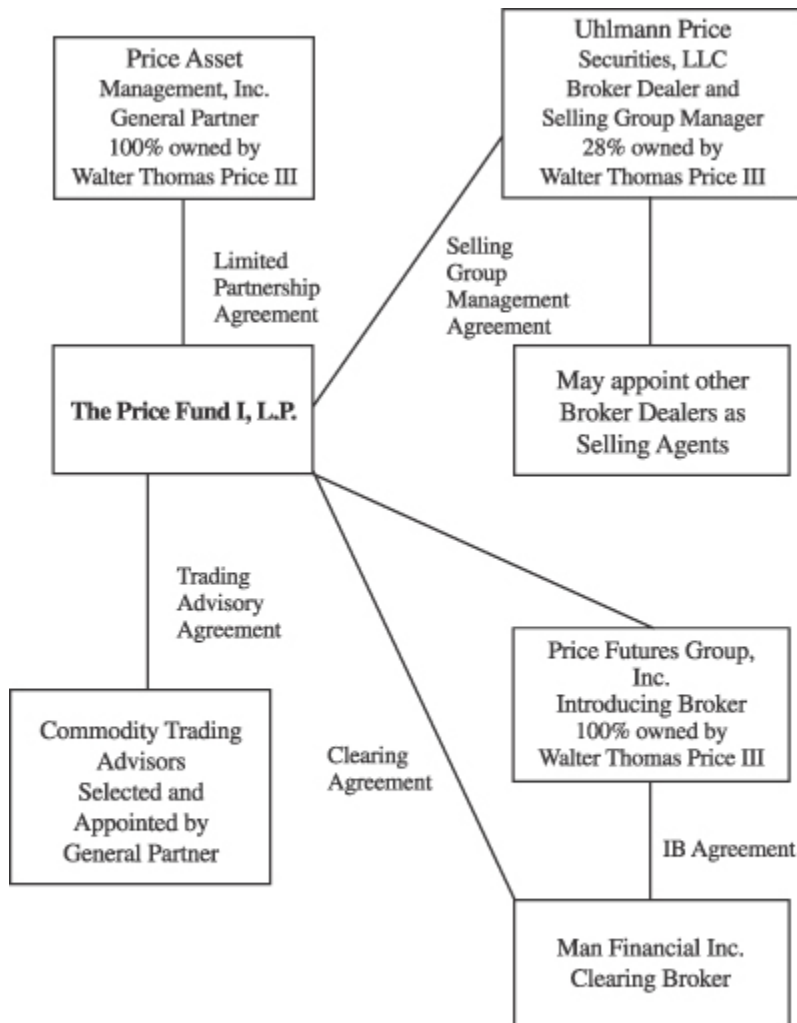 Price Asset
Management, Inc.
General Partner
100% owned by
Walter Thomas Price III
Uhlmann Price
Securities, LLC
Broker Dealer and
Selling Group Manager
28% owned by
Walter Thomas Price III
Limited
Partnership
Agreement
Selling
Group
Management
Agreement
The Price Fund I, L.P.
May appoint other
Broker Dealers as
Selling Agents
Trading
Advisory
Agreement
Price Futures Group,
Inc.
Introducing Broker
100% owned by
Walter Thomas Price III
Commodity Trading
Advisors
Selected and
Appointed by
General Partner
Clearing
Agreement
IB Agreement
Man Financial Inc.
Clearing Broker